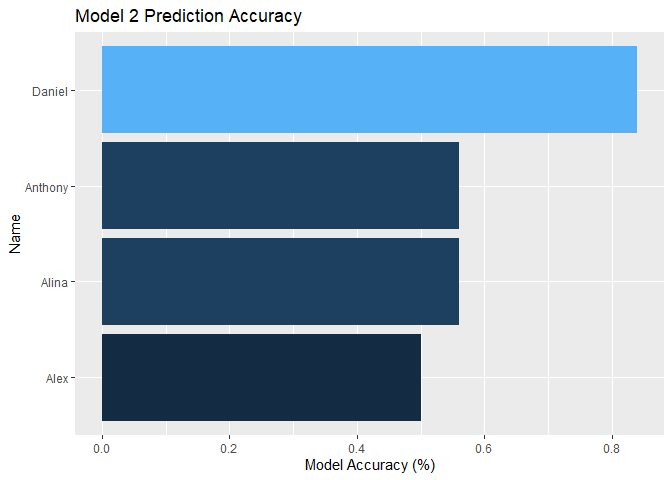 Model 2 Prediction Accuracy
Daniel
Anthony
Alina
Alex
Name
0.0 0.2 0.4 0.6 0.8
Model Accuracy (%)